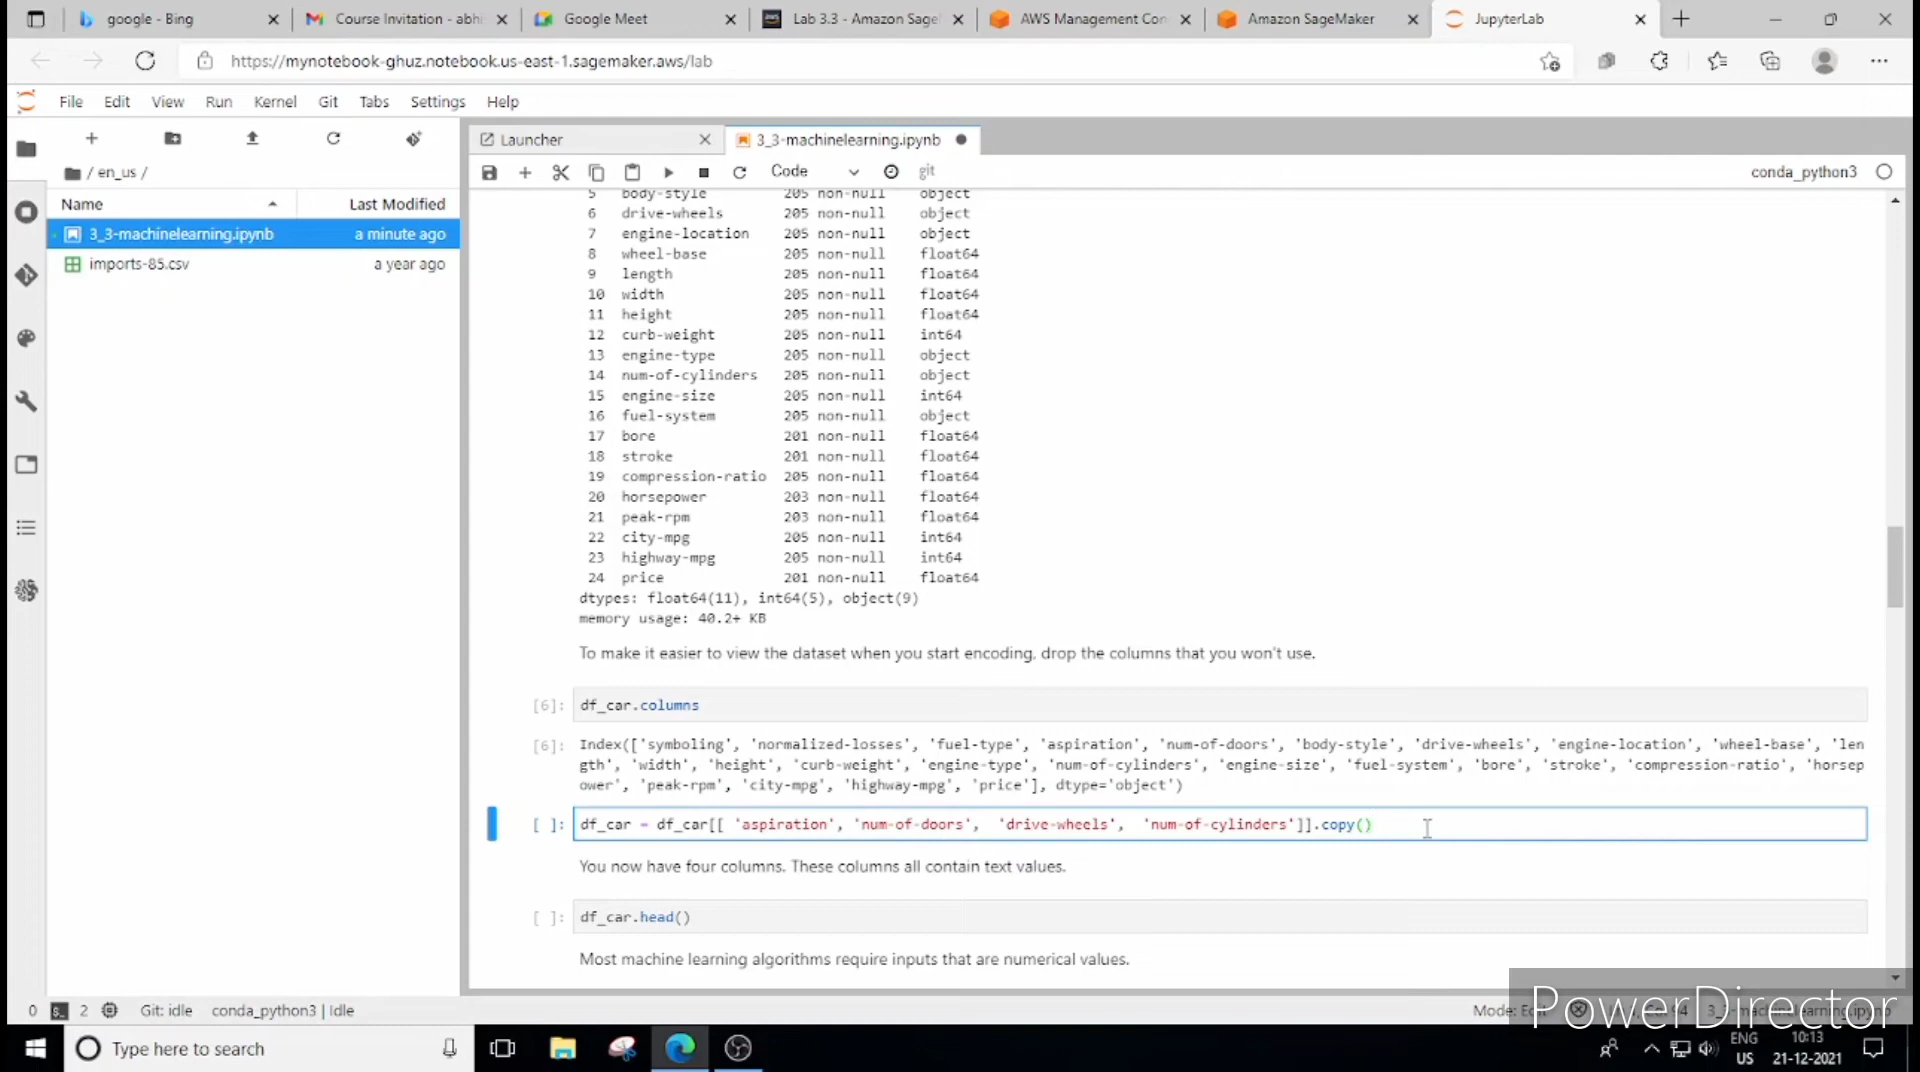 google - Bing
Course Invitation - abhi
Google Meet
Lab 3.3 - Amazon Sage
AWS Management Con
Amazon SageMaker
JupyterLab
https://mynotebook-ghuz.notebook.us-east-1.sagemaker.aws/lab
File Edit View Run Kernel Git Tabs Settings Help
Launcher
3_3-machinelearning.ipynb
/ en_us /
Code
git
conda_python3
Name Last Modified
3_3-machinelearning.ipynb a minute ago
imports-85.csv a year ago
5 body-style 205 non-null object
6 drive-wheels 205 non-null object
7 engine-location 205 non-null object
8 wheel-base 205 non-null float64
9 length 205 non-null float64
10 width 205 non-null float64
11 height 205 non-null float64
12 curb-weight 205 non-null int64
13 engine-type 205 non-null object
14 num-of-cylinders 205 non-null object
15 engine-size 205 non-null int64
16 fuel-system 205 non-null object
17 bore 201 non-null float64
18 stroke 201 non-null float64
19 compression-ratio 205 non-null float64
20 horsepower 203 non-null float64
21 peak-rpm 203 non-null float64
22 city-mpg 205 non-null int64
23 highway-mpg 205 non-null int64
24 price 201 non-null float64
dtypes: float64(11), int64(5), object(9)
memory usage: 40.2+ KB
To make it easier to view the dataset when you start encoding, drop the columns that you won't use.
[6]: df_car.columns
[6]: Index(['symboling', 'normalized-losses', 'fuel-type', 'aspiration', 'num-of-doors', 'body-style', 'drive-wheels', 'engine-location', 'wheel-base', 'len
gth', 'width', 'height', 'curb-weight', 'engine-type', 'num-of-cylinders', 'engine-size', 'fuel-system', 'bore', 'stroke', 'compression-ratio', 'horsep
ower', 'peak-rpm', 'city-mpg', 'highway-mpg', 'price'], dtype='object')
[ ]: df_car = df_car[[ 'aspiration', 'num-of-doors', 'drive-wheels', 'num-of-cylinders']].copy()
You now have four columns. These columns all contain text values.
[ ]: df_car.head()
Most machine learning algorithms require inputs that are numerical values.
0 2 Git: idle conda_python3 | Idle
Mode: 3_3-machinelearning.ipynb
PowerDirector
Type here to search
ENG
US
10:13
21-12-2021